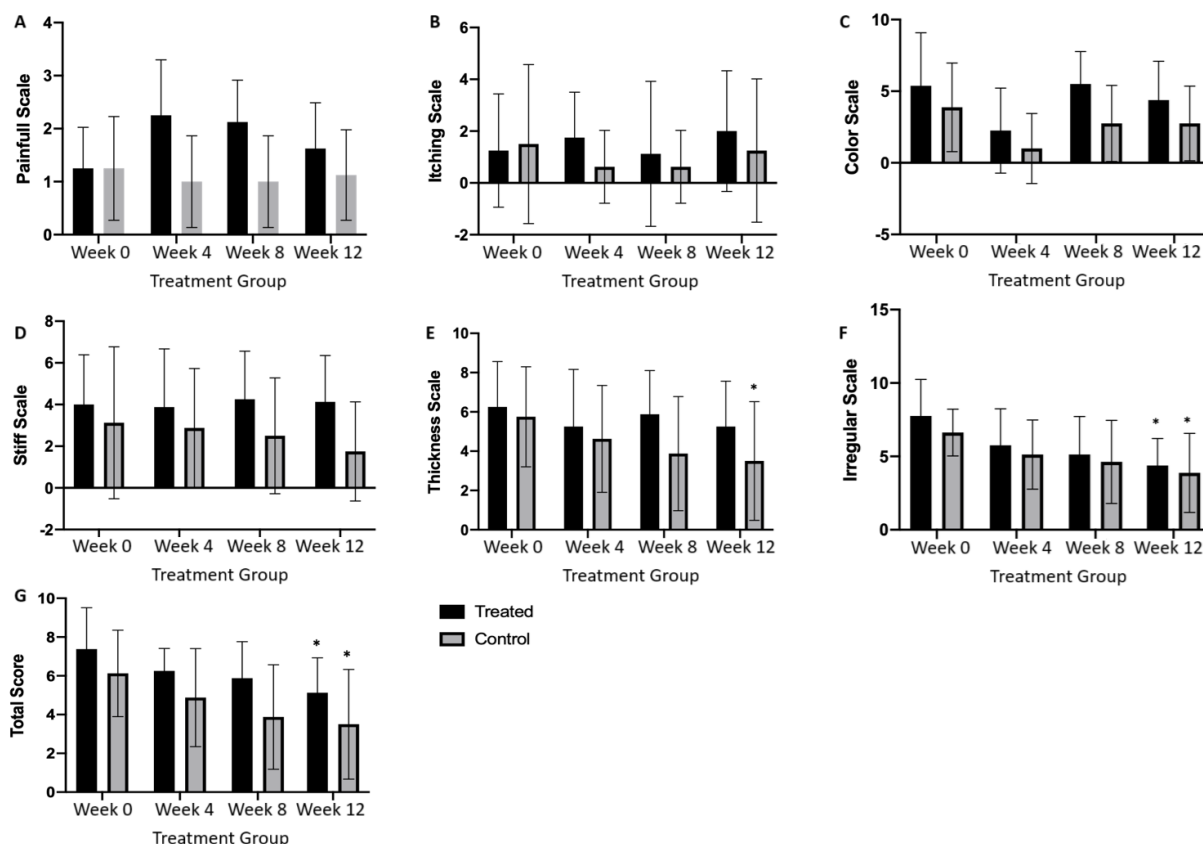 A
Painfull Scale
4
3
2
1
0
Week 0 Week 4 Week 8 Week 12
Treatment Group
B
Itching Scale
6
4
2
0
-2
Week 0 Week 4 Week 8 Week 12
Treatment Group
C
Color Scale
10
5
0
-5
Week 0 Week 4 Week 8 Week 12
Treatment Group
D
Stiff Scale
8
6
4
2
0
-2
Week 0 Week 4 Week 8 Week 12
Treatment Group
E
Thickness Scale
10
8
6
4
2
0
*
Week 0 Week 4 Week 8 Week 12
Treatment Group
F
Irregular Scale
15
10
5
0
* *
Week 0 Week 4 Week 8 Week 12
Treatment Group
G
Total Score
10
8
6
4
2
0
* *
Week 0 Week 4 Week 8 Week 12
Treatment Group
Treated
Control